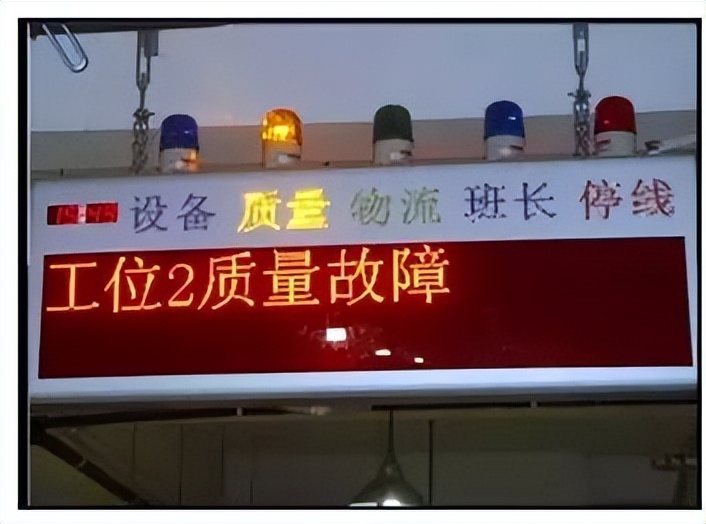 设备 质量 物流 班长 停线
工位2质量故障